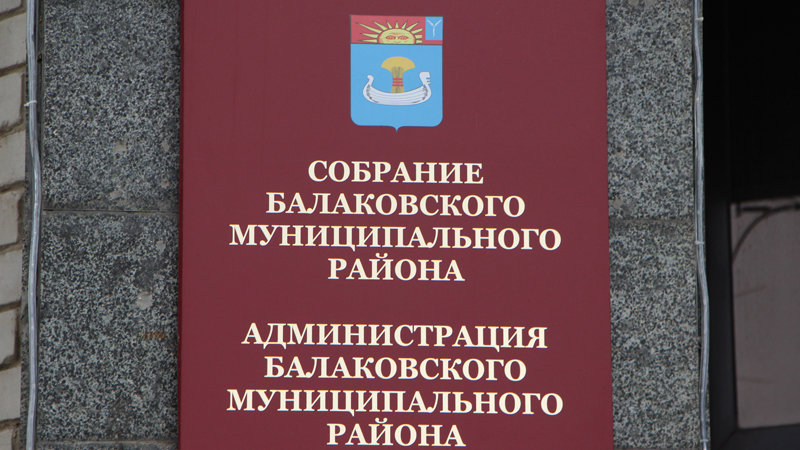 СОБРАНИЕ
БАЛАКОВСКОГО
МУНИЦИПАЛЬНОГО
РАЙОНА
АДМИНИСТРАЦИЯ
БАЛАКОВСКОГО
МУНИЦИПАЛЬНОГО
РАЙОНА